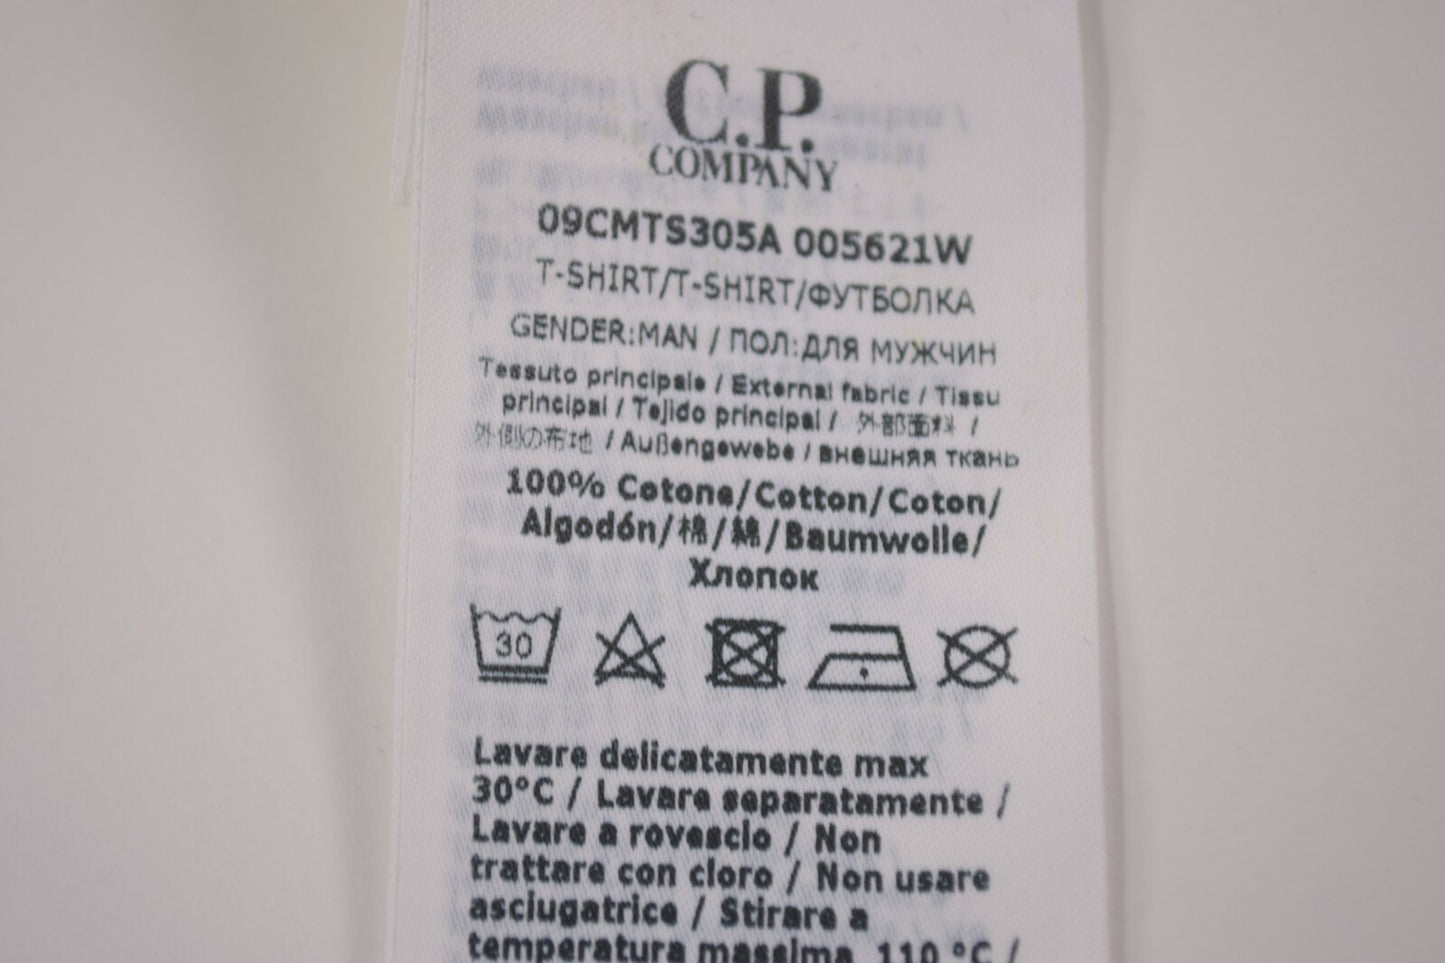 C.P.
COMPANY
09CMTS305A 005621W
T-SHIRT/T-SHIRT/ФУТБОЛКА
GENDER:MAN / ПОЛ:ДЛЯ МУЖЧИН
Tessuto principale / External fabric / Tissu
principal / Tejido principal / 外部面料 /
外側の布地 / Außengewebe / внешняя ткань
100% Cotone/Cotton/Coton/
Algodón/棉/綿/Baumwolle/
Хлопок
30
Lavare delicatamente max
30°C / Lavare separatamente /
Lavare a rovescio / Non
trattare con cloro / Non usare
asciugatrice / Stirare a
temperatura massima 110 °C /